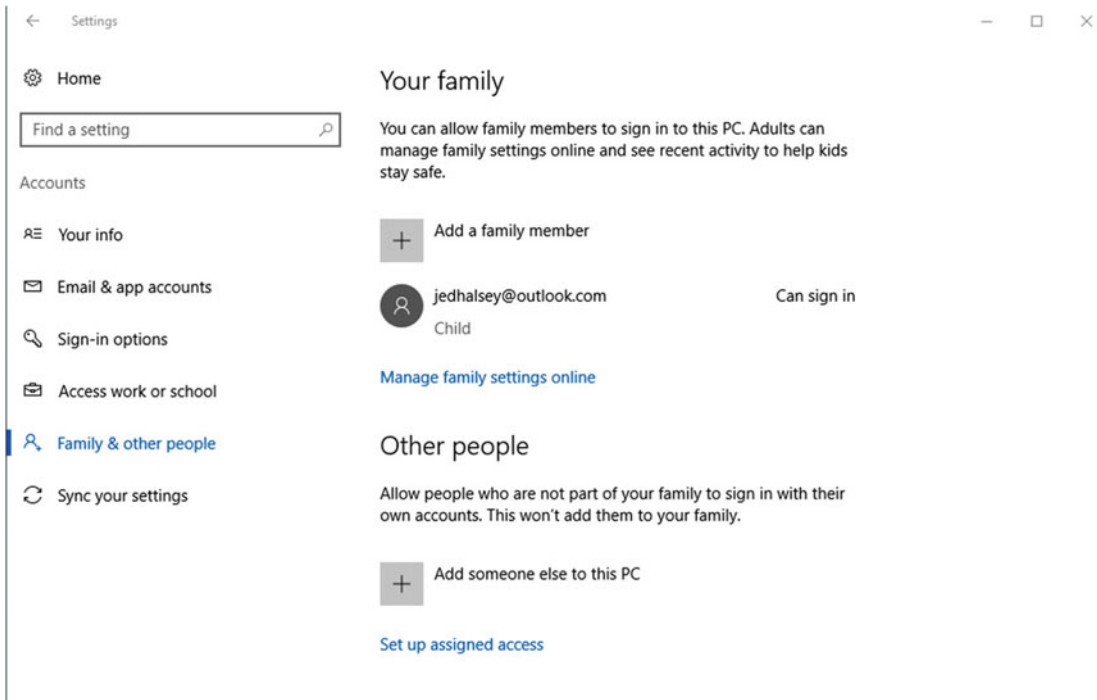 Settings
Home
Find a setting
Accounts
Your info
Email & app accounts
Sign-in options
Access work or school
Family & other people
Sync your settings
Your family
You can allow family members to sign in to this PC. Adults can
manage family settings online and see recent activity to help kids
stay safe.
Add a family member
jedhalsey@outlook.com Can sign in
Child
Manage family settings online
Other people
Allow people who are not part of your family to sign in with their
own accounts. This won't add them to your family.
Add someone else to this PC
Set up assigned access